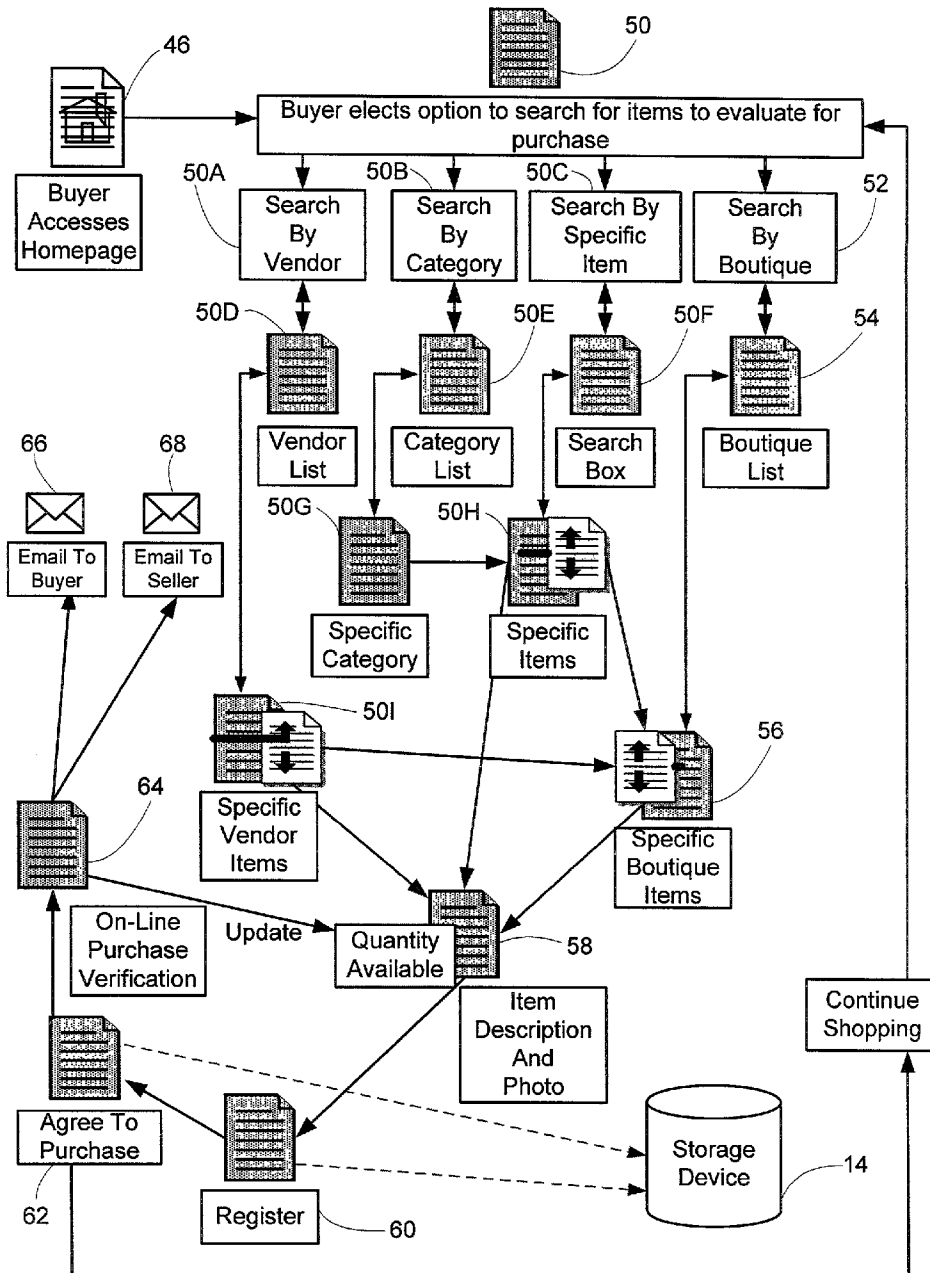 46
50
Buyer elects option to search for items to evaluate for
purchase
Buyer
Accesses
Homepage
50A
50B
50C
52
Search
By
Vendor
Search
By
Category
Search By
Specific
Item
Search
By
Boutique
50D
50E
50F
54
Vendor
List
Category
List
Search
Box
Boutique
List
66
68
Email To
Buyer
Email To
Seller
50G
50H
Specific
Category
Specific
Items
50I
56
Specific
Vendor
Items
Specific
Boutique
Items
64
On-Line
Purchase
Verification
Update
Quantity
Available
58
Item
Description
And
Photo
Continue
Shopping
Agree To
Purchase
62
Register
60
Storage
Device
14